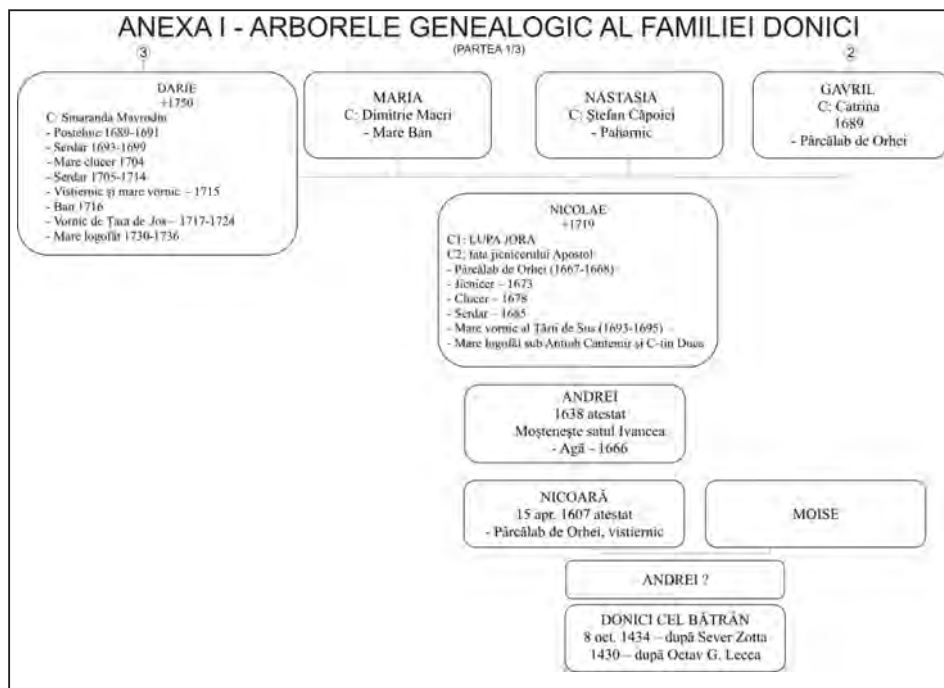 ANEXA I - ARBORELE GENEALOGIC AL FAMILIEI DONICI
(PARTEA 1/3)
3
2
DARIE
+1750
C: Smaranda Mavrodin
- Postelnic 1689-1691
- Serdar 1693-1699
- Mare clucer 1704
- Serdar 1705-1714
- Vistiernic și mare vornic – 1715
- Ban 1716
- Vornic de Țara de Jos – 1717-1724
- Mare logofăt 1730-1736
MARIA
C: Dimitrie Macri
- Mare Ban
NASTASIA
C: Ștefan Căpoici
- Paharnic
GAVRIL
C: Catrina
1689
- Pârcălab de Orhei
NICOLAE
+1719
C1: LUPA JORA
C2: fata jicnicerului Apostol
- Pârcălab de Orhei (1667-1668)
- Jicnicer – 1673
- Clucer – 1678
- Serdar – 1685
- Mare vornic al Țării de Sus (1693-1695)
- Mare logofăt sub Antioh Cantemir și C-tin Duca
ANDREI
1638 atestat
Moștenește satul Ivancea
- Agă – 1666
NICOARĂ
15 apr. 1607 atestat
- Pârcălab de Orhei, vistiernic
MOISE
ANDREI ?
DONICI CEL BĂTRÂN
8 oct. 1434 – după Sever Zotta
1430 – după Octav G. Lecca